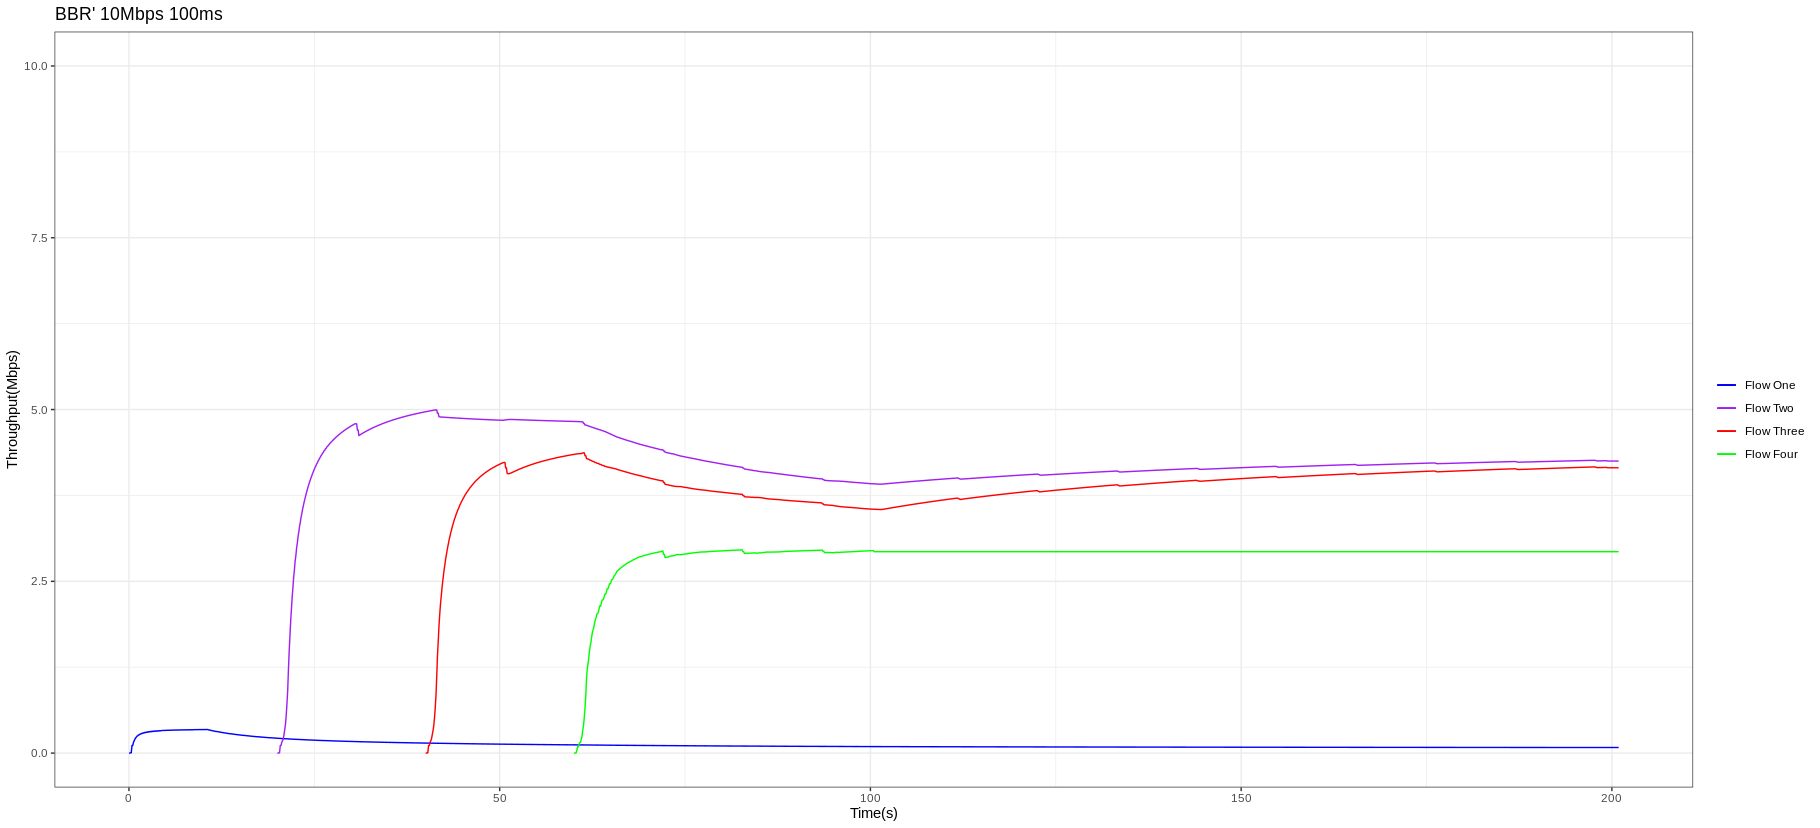 BBR' 10Mbps 100ms
10.0
7.5
5.0
2.5
0.0
Throughput(Mbps)
0
50
100
150
200
Time(s)
Flow One
Flow Two
Flow Three
Flow Four